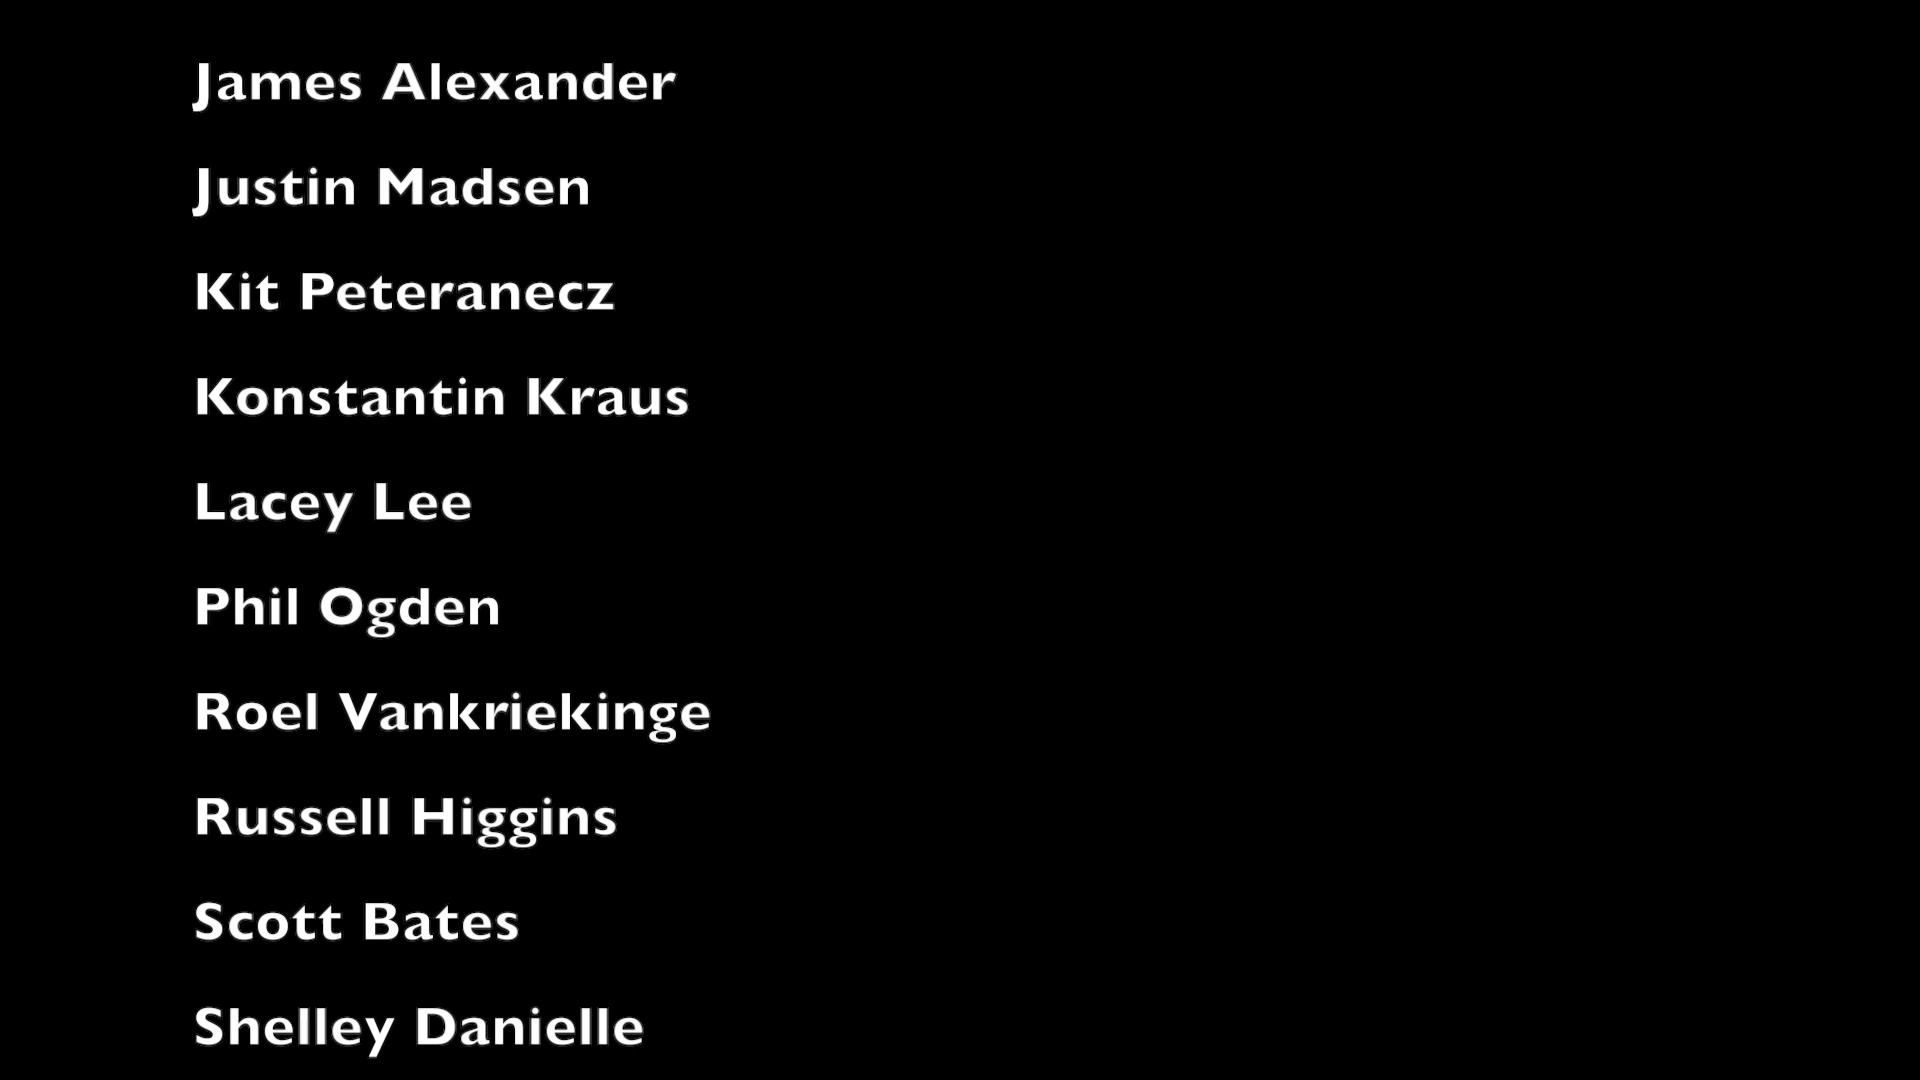 James Alexander
Justin Madsen
Kit Peteranecz
Konstantin Kraus
Lacey Lee
Phil Ogden
Roel Vankriekinge
Russell Higgins
Scott Bates
Shelley Danielle